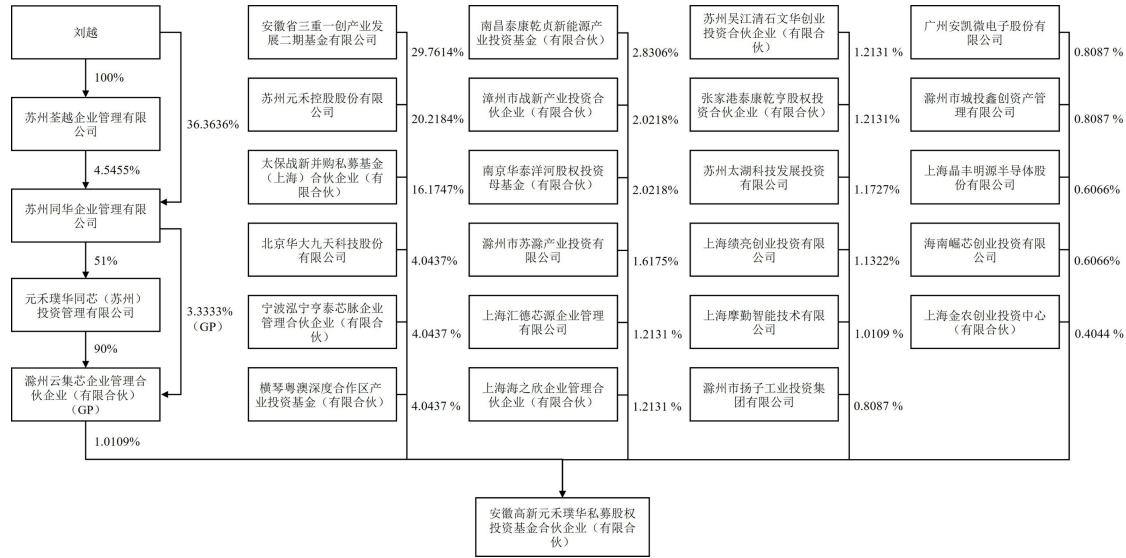 刘越
100%
36.3636%
苏州荃越企业管理有限
公司
4.5455%
苏州同华企业管理有限
公司
51%
3.3333%
（GP）
元禾璞华同芯（苏州）
投资管理有限公司
90%
滁州云集芯企业管理合
伙企业（有限合伙）
(GP)
1.0109%
安徽省三重一创产业发
展二期基金有限公司
29.7614%
苏州元禾控股股份有限
公司
20.2184%
太保战新并购私募基金
（上海）合伙企业（有
限合伙）
16.1747%
北京华大九天科技股份
有限公司
4.0437%
宁波泓宁亨泰芯脉企业
管理合伙企业（有限合
伙）
4.0437 %
横琴粤澳深度合作区产
业投资基金（有限合伙）
4.0437 %
南昌泰康乾贞新能源产
业投资基金（有限合伙）
2.8306%
漳州市战新产业投资合
伙企业（有限合伙）
2.0218%
南京华泰洋河股权投资
母基金（有限合伙）
2.0218%
滁州市苏滁产业投资有
限公司
1.6175%
上海汇德芯源企业管理
有限公司
1.2131 %
上海海之欣企业管理合
伙企业（有限合伙）
1.2131 %
苏州吴江清石文华创业
投资合伙企业（有限合
伙）
1.2131 %
张家港泰康乾亨股权投
资合伙企业（有限合伙）
1.2131%
苏州太湖科技发展投资
有限公司
1.1727%
上海绩亮创业投资有限
公司
1.1322%
上海摩勤智能技术有限
公司
1.0109 %
滁州市扬子工业投资集
团有限公司
0.8087 %
广州安凯微电子股份有
限公司
0.8087 %
滁州市城投鑫创资产管
理有限公司
0.8087 %
上海晶丰明源半导体股
份有限公司
0.6066%
海南崛芯创业投资有限
公司
0.6066%
上海金农创业投资中心
（有限合伙）
0.4044 %
安徽高新元禾璞华私募股权
投资基金合伙企业（有限合
伙）